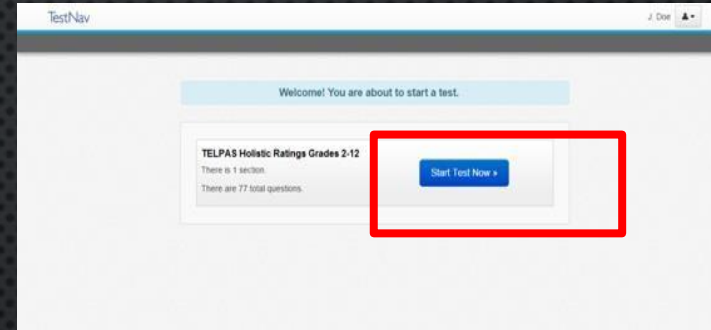 TestNav
J. Doe
Welcome! You are about to start a test.
TELPAS Holistic Ratings Grades 2-12
There is 1 section.
There are 77 total questions.
Start Test Now »